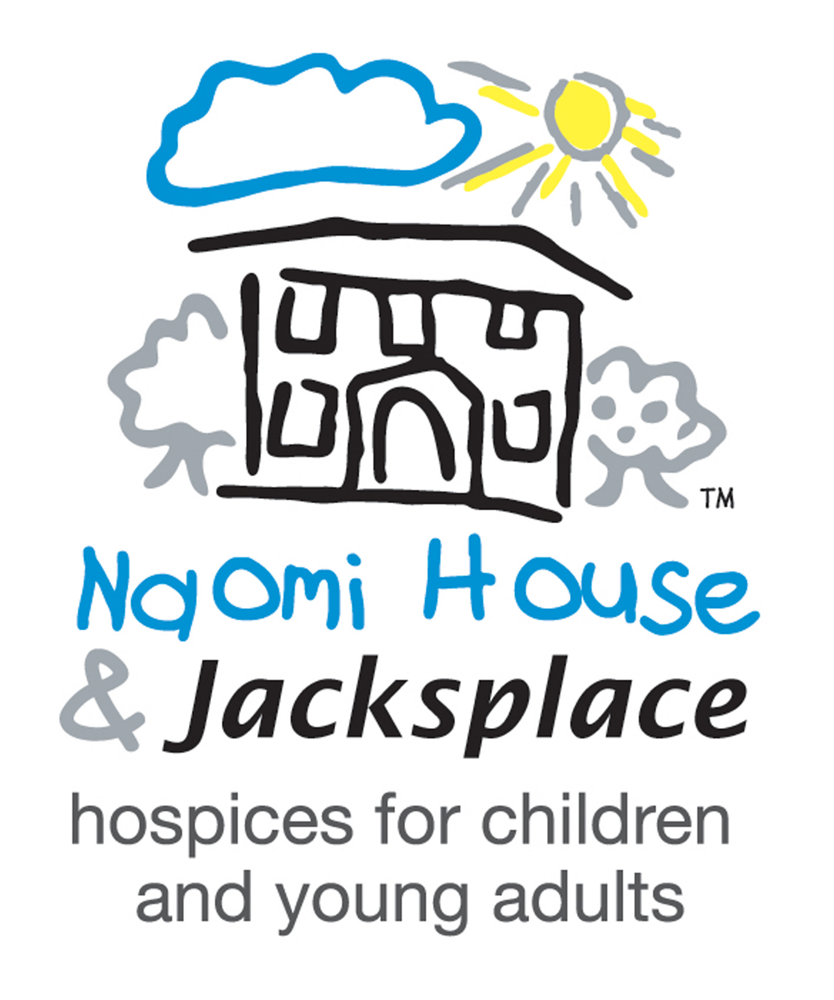 TM
Naomi House
& Jacksplace
hospices for children
and young adults